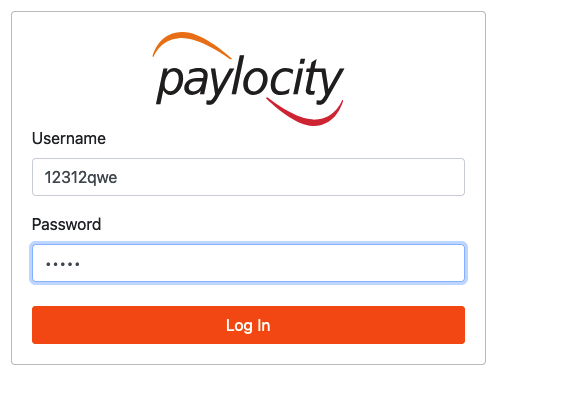 paylocity
Username
12312qwe
Password
•••••
Log In